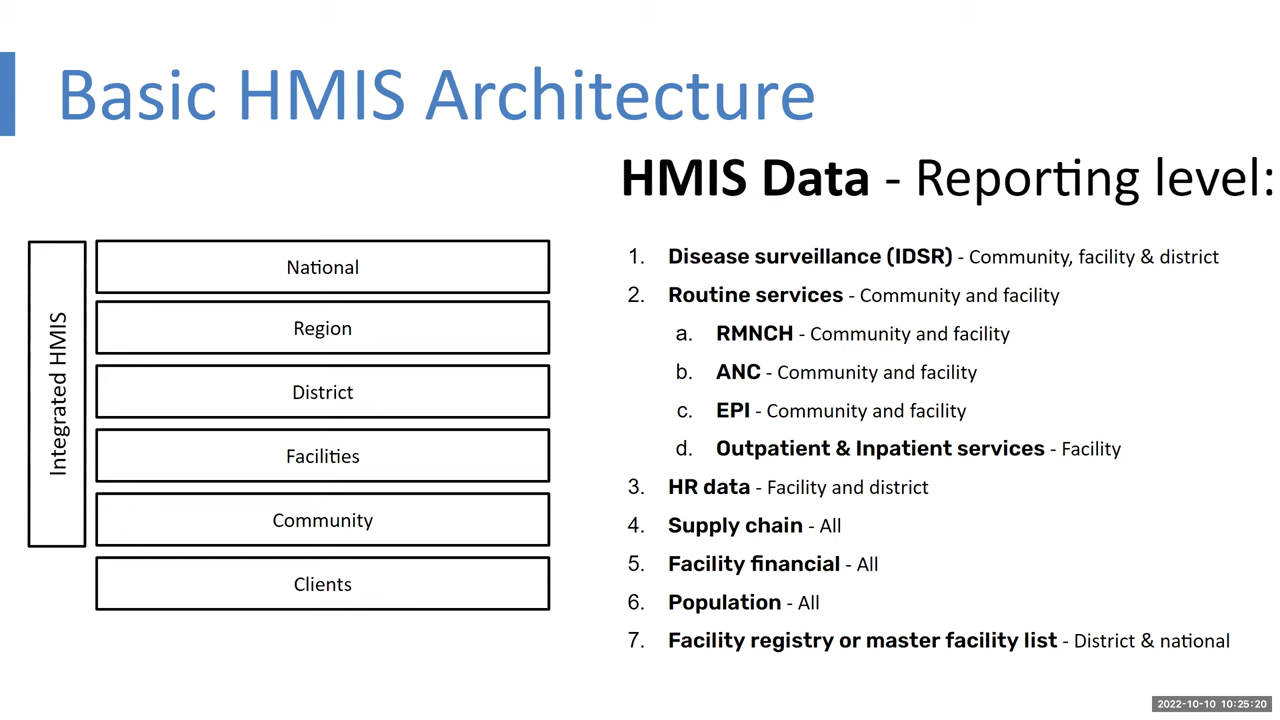 Basic HMIS Architecture
HMIS Data - Reporting level:
Integrated HMIS
National
Region
District
Facilities
Community
Clients
1. Disease surveillance (IDSR) - Community, facility & district
2. Routine services - Community and facility
a. RMNCH - Community and facility
b. ANC - Community and facility
c. EPI - Community and facility
d. Outpatient & Inpatient services - Facility
3. HR data - Facility and district
4. Supply chain - All
5. Facility financial - All
6. Population - All
7. Facility registry or master facility list - District & national
2022-10-10 10:25:20